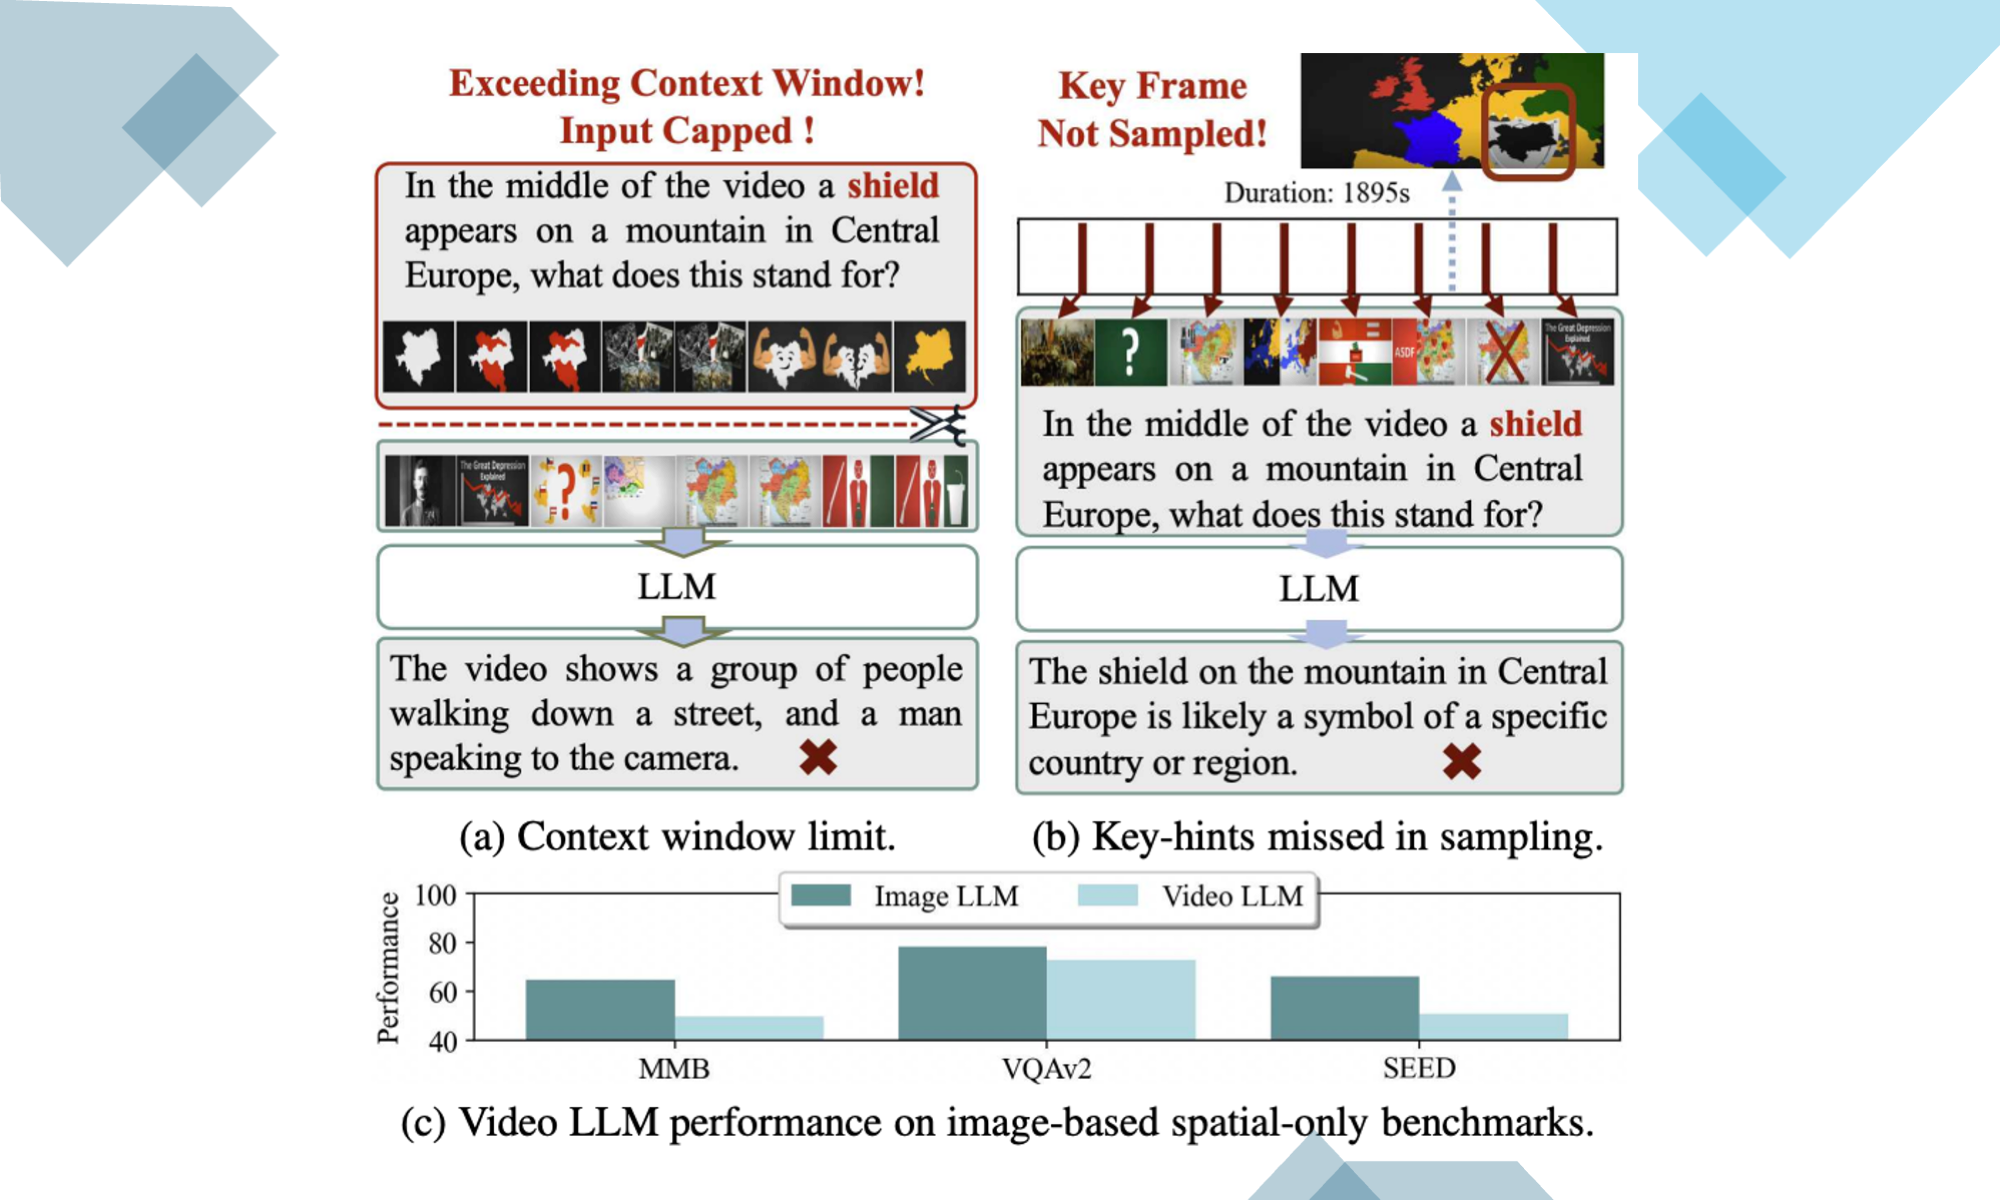 Exceeding Context Window!
Input Capped !
In the middle of the video a shield
appears on a mountain in Central
Europe, what does this stand for?
The Great Depression
Explained
LLM
The video shows a group of people
walking down a street, and a man
speaking to the camera.
(a) Context window limit.
Key Frame
Not Sampled!
Duration: 1895s
?
ASDF
The Great Depression
Explained
In the middle of the video a shield
appears on a mountain in Central
Europe, what does this stand for?
LLM
The shield on the mountain in Central
Europe is likely a symbol of a specific
country or region.
(b) Key-hints missed in sampling.
Performance
100
80
60
40
Image LLM
Video LLM
MMB
VQAv2
SEED
(c) Video LLM performance on image-based spatial-only benchmarks.